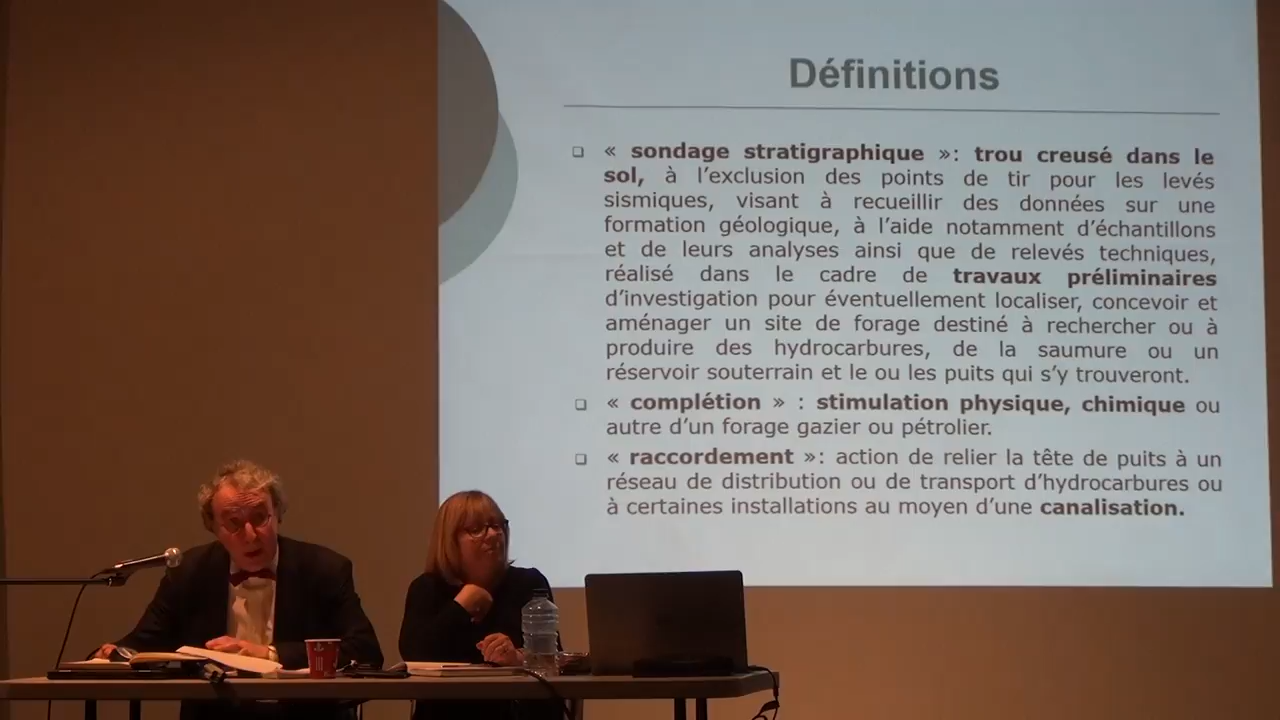 Définitions
❑ « sondage stratigraphique »: trou creusé dans le
sol, à l’exclusion des points de tir pour les levés
sismiques, visant à recueillir des données sur une
formation géologique, à l’aide notamment d’échantillons
et de leurs analyses ainsi que de relevés techniques,
réalisé dans le cadre de travaux préliminaires
d’investigation pour éventuellement localiser, concevoir et
aménager un site de forage destiné à rechercher ou à
produire des hydrocarbures, de la saumure ou un
réservoir souterrain et le ou les puits qui s’y trouveront.
❑ « complétion » : stimulation physique, chimique ou
autre d’un forage gazier ou pétrolier.
❑ « raccordement »: action de relier la tête de puits à un
réseau de distribution ou de transport d’hydrocarbures ou
à certaines installations au moyen d’une canalisation.